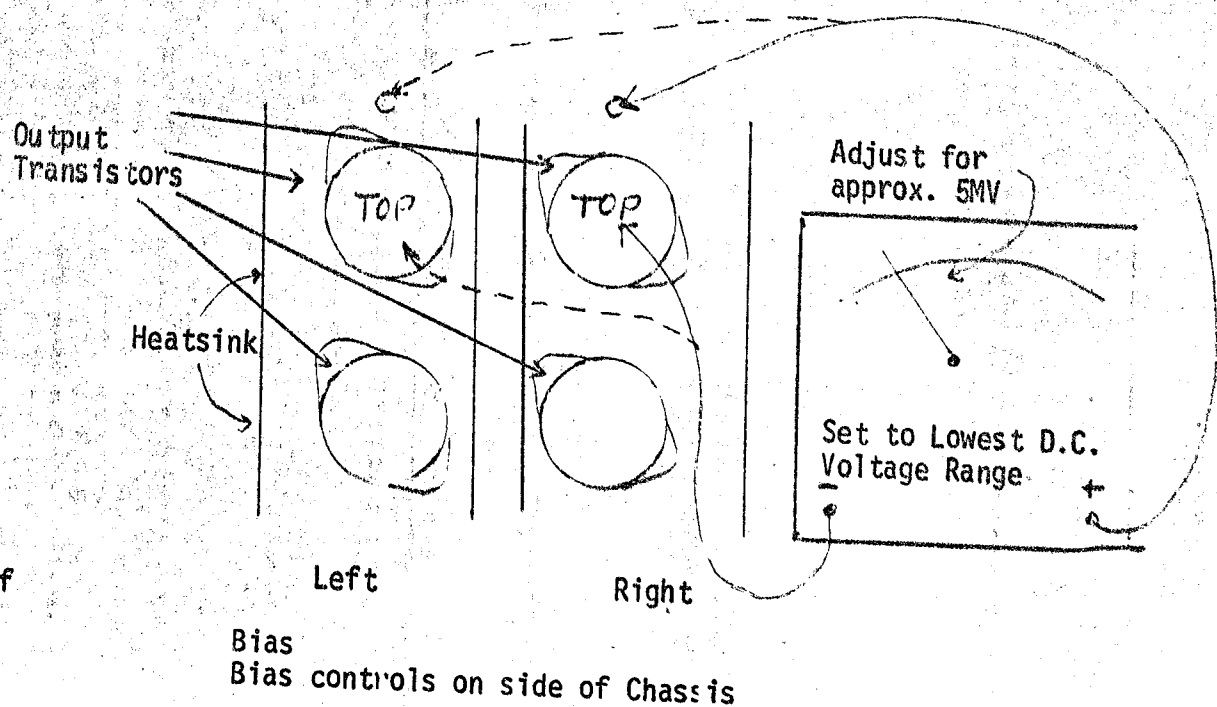 Output
Transistors
TOP
TOP
Adjust for
approx. 5MV
Heatsink
Set to Lowest D.C.
Voltage Range
- +
f
Left
Right
Bias
Bias controls on side of Chassis